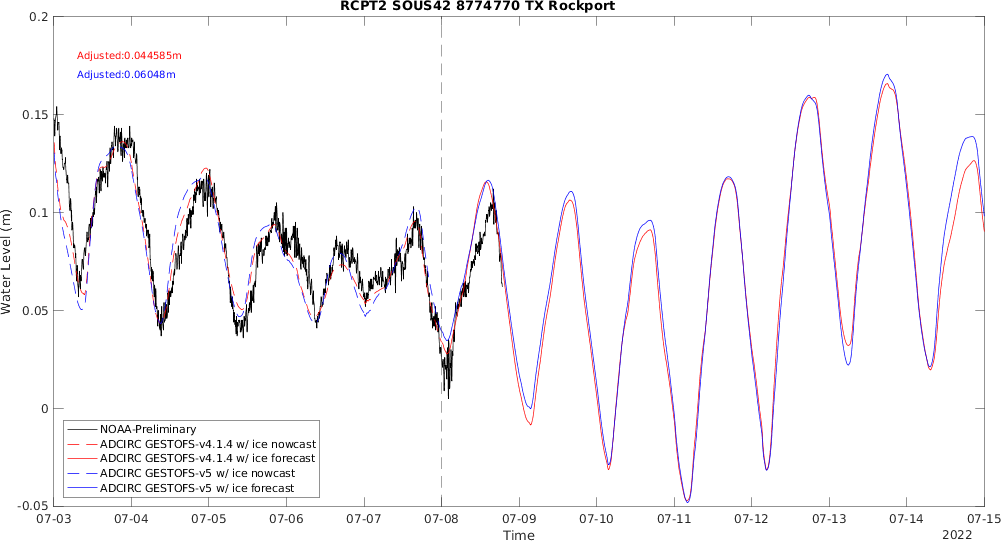 RCPT2 SOUS42 8774770 TX Rockport
0.2
Adjusted:0.044585m
Adjusted:0.06048m
0.15
0.1
Water Level (m)
0.05
0
NOAA-Preliminary
ADCIRC GESTOFS-v4.1.4 w/ ice nowcast
ADCIRC GESTOFS-v4.1.4 w/ ice forecast
ADCIRC GESTOFS-v5 w/ ice nowcast
ADCIRC GESTOFS-v5 w/ ice forecast
-0.05
07-03 07-04 07-05 07-06 07-07 07-08 07-09 07-10 07-11 07-12 07-13 07-14 07-15
Time
2022